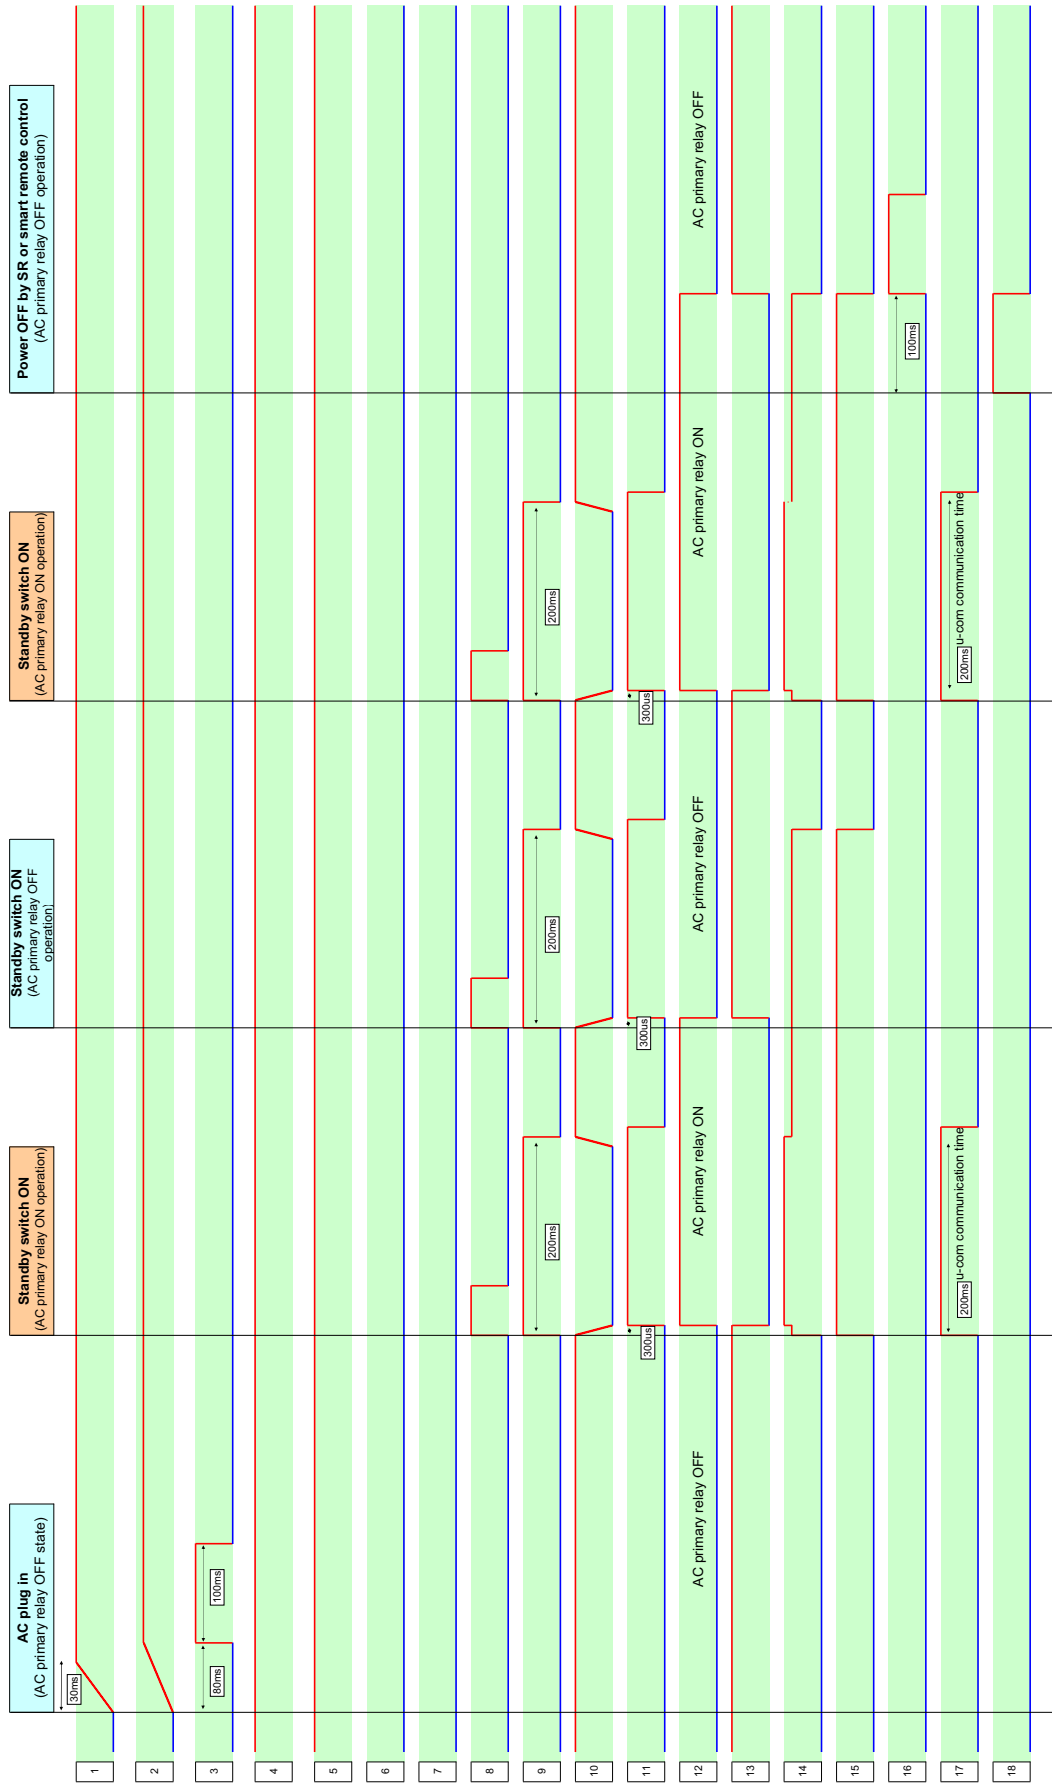 AC plug in
(AC primary relay OFF state)
Standby switch ON
(AC primary relay ON operation)
Standby switch ON
(AC primary relay OFF
operation)
Standby switch ON
(AC primary relay ON operation)
Power OFF by SR or smart remote control
(AC primary relay OFF operation)
30ms
1
2
3
80ms
100ms
4
5
6
7
8
9
200ms
200ms
200ms
10
11
300us
300us
300us
12
AC primary relay OFF
AC primary relay ON
AC primary relay OFF
AC primary relay ON
AC primary relay OFF
13
14
15
16
100ms
17
u-com communication time
200ms
u-com communication time
200ms
18